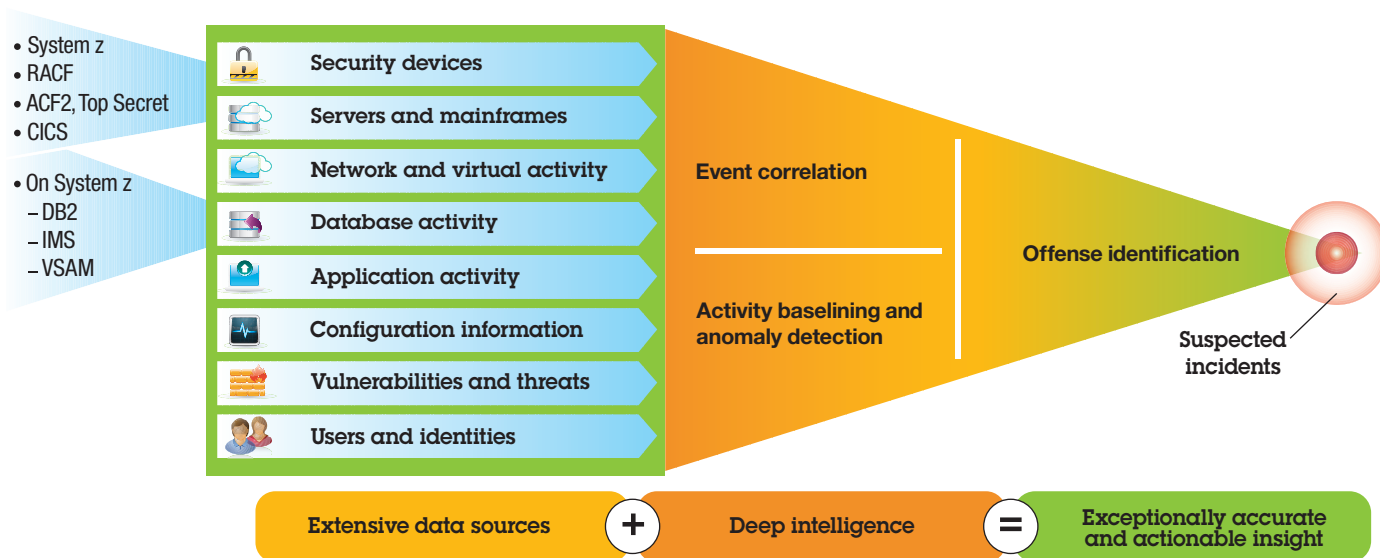 • System z
• RACF
• ACF2, Top Secret
• CICS
• On System z
– DB2
– IMS
– VSAM
Security devices
Servers and mainframes
Network and virtual activity
Database activity
Application activity
Configuration information
Vulnerabilities and threats
Users and identities
Event correlation
Activity baselining and
anomaly detection
Offense identification
Suspected
incidents
Extensive data sources
+
Deep intelligence
=
Exceptionally accurate
and actionable insight